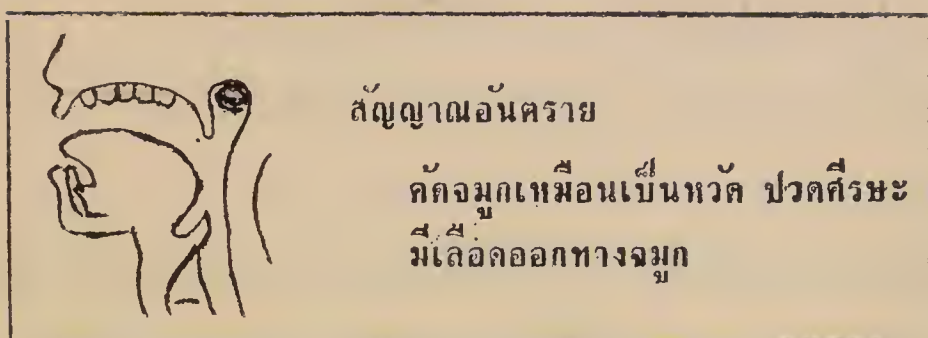 สัญญาณอันตราย
คัดจมูกเหมือนเป็นหวัด ปวดศีรษะ
มีเลือดออกทางจมูก